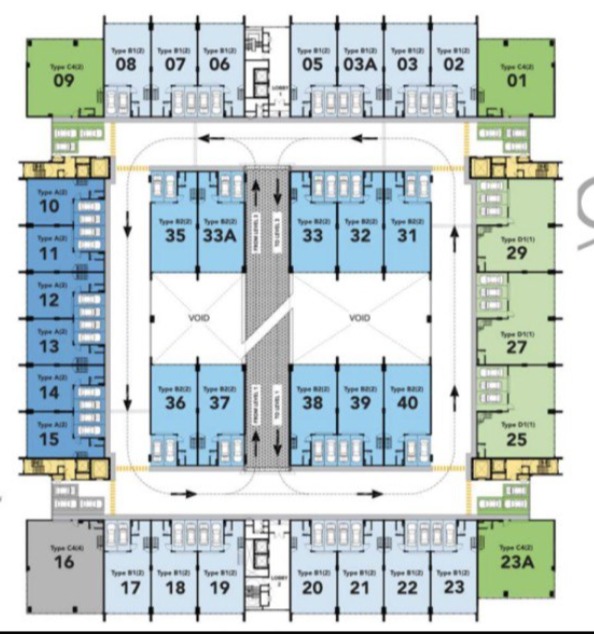 Type C4(2)
09
Type B1(2)
08
Type B1(2)
07
Type B1(2)
06
LOBBY
1
Type B1(2)
05
Type B1(2)
03A
Type B1(2)
03
Type B1(2)
02
Type C4(2)
01
Type A(2)
10
Type A(2)
11
Type A(2)
12
Type A(2)
13
Type A(2)
14
Type A(2)
15
Type B2(2)
35
Type B2(2)
33A
FROM LEVEL 3
TO LEVEL 3
Type B2(2)
33
Type B2(2)
32
Type B2(2)
31
Type D1(1)
29
Type D1(1)
27
Type D1(1)
25
VOID
VOID
Type B2(2)
36
Type B2(2)
37
FROM LEVEL 1
TO LEVEL 1
Type B2(2)
38
Type B2(2)
39
Type B2(2)
40
Type C4(4)
16
Type B1(2)
17
Type B1(2)
18
Type B1(2)
19
LOBBY
2
Type B1(2)
20
Type B1(2)
21
Type B1(2)
22
Type B1(2)
23
Type C4(2)
23A